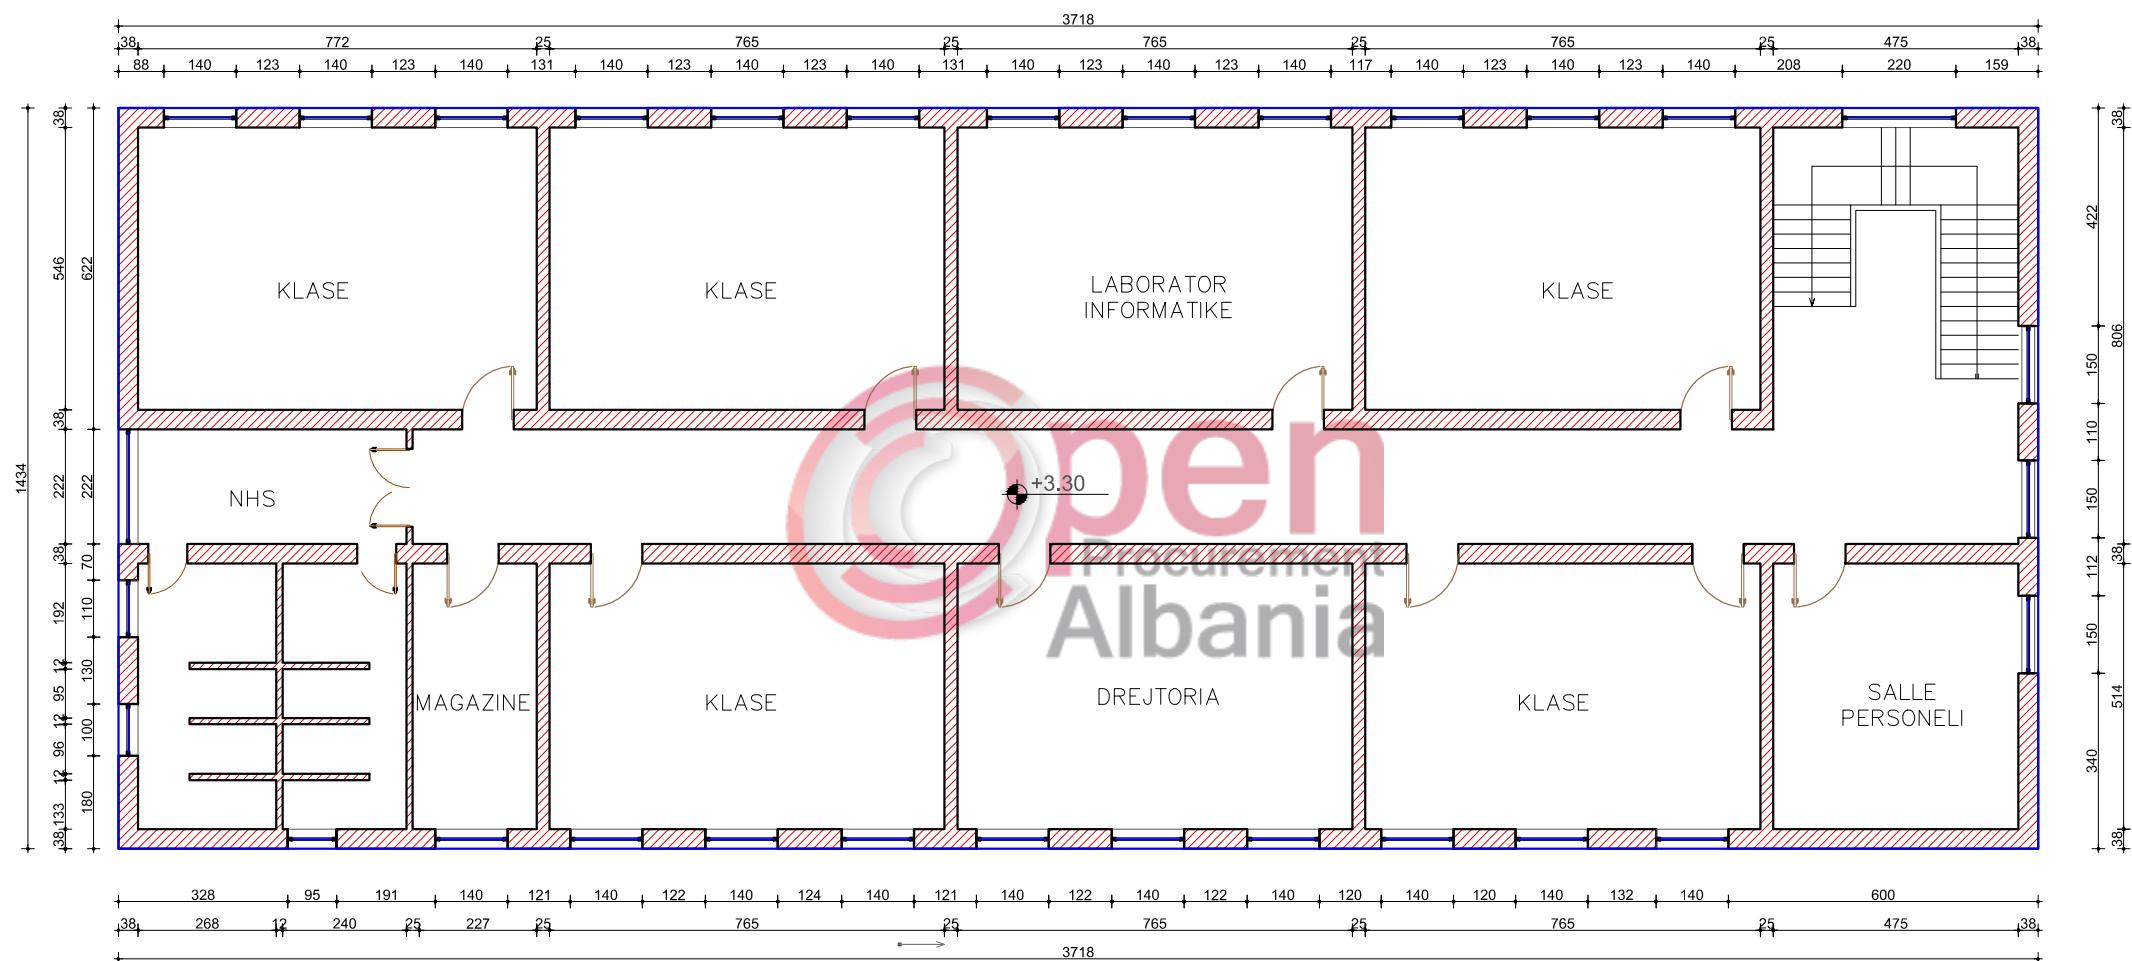 3718
38 772 25 765 25 765 25 765 25 475 38
88 140 123 140 123 140 131 140 123 140 123 140 131 140 123 140 123 140 117 140 123 140 123 140 208 220 159
1434
38 546 38 222 38 192 12 95 12 96 12 133 38
622 222 70 110 130 100 180
KLASE
KLASE
LABORATOR
INFORMATIKE
KLASE
NHS
+3.30
Open
Procurement
Albania
MAGAZINE
KLASE
DREJTORIA
KLASE
SALLE
PERSONELI
422 150 110 150 112 150 340
38 806 38 514 38
328 95 191 140 121 140 122 140 124 140 121 140 122 140 122 140 120 140 120 140 132 140 600
38 268 12 240 25 227 25 765 25 765 25 765 25 475 38
3718